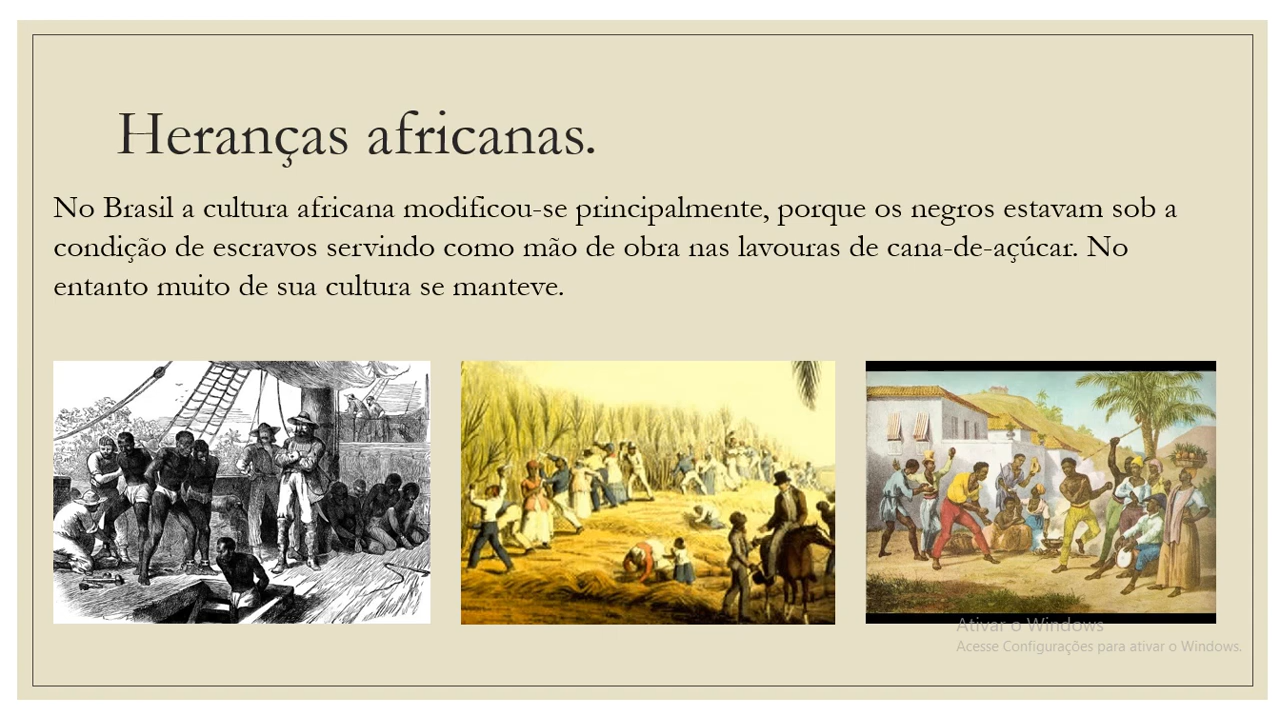 Heranças africanas.
No Brasil a cultura africana modificou-se principalmente, porque os negros estavam sob a
condição de escravos servindo como mão de obra nas lavouras de cana-de-açúcar. No
entanto muito de sua cultura se manteve.
Ativar o Windows
Acesse Configurações para ativar o Windows.